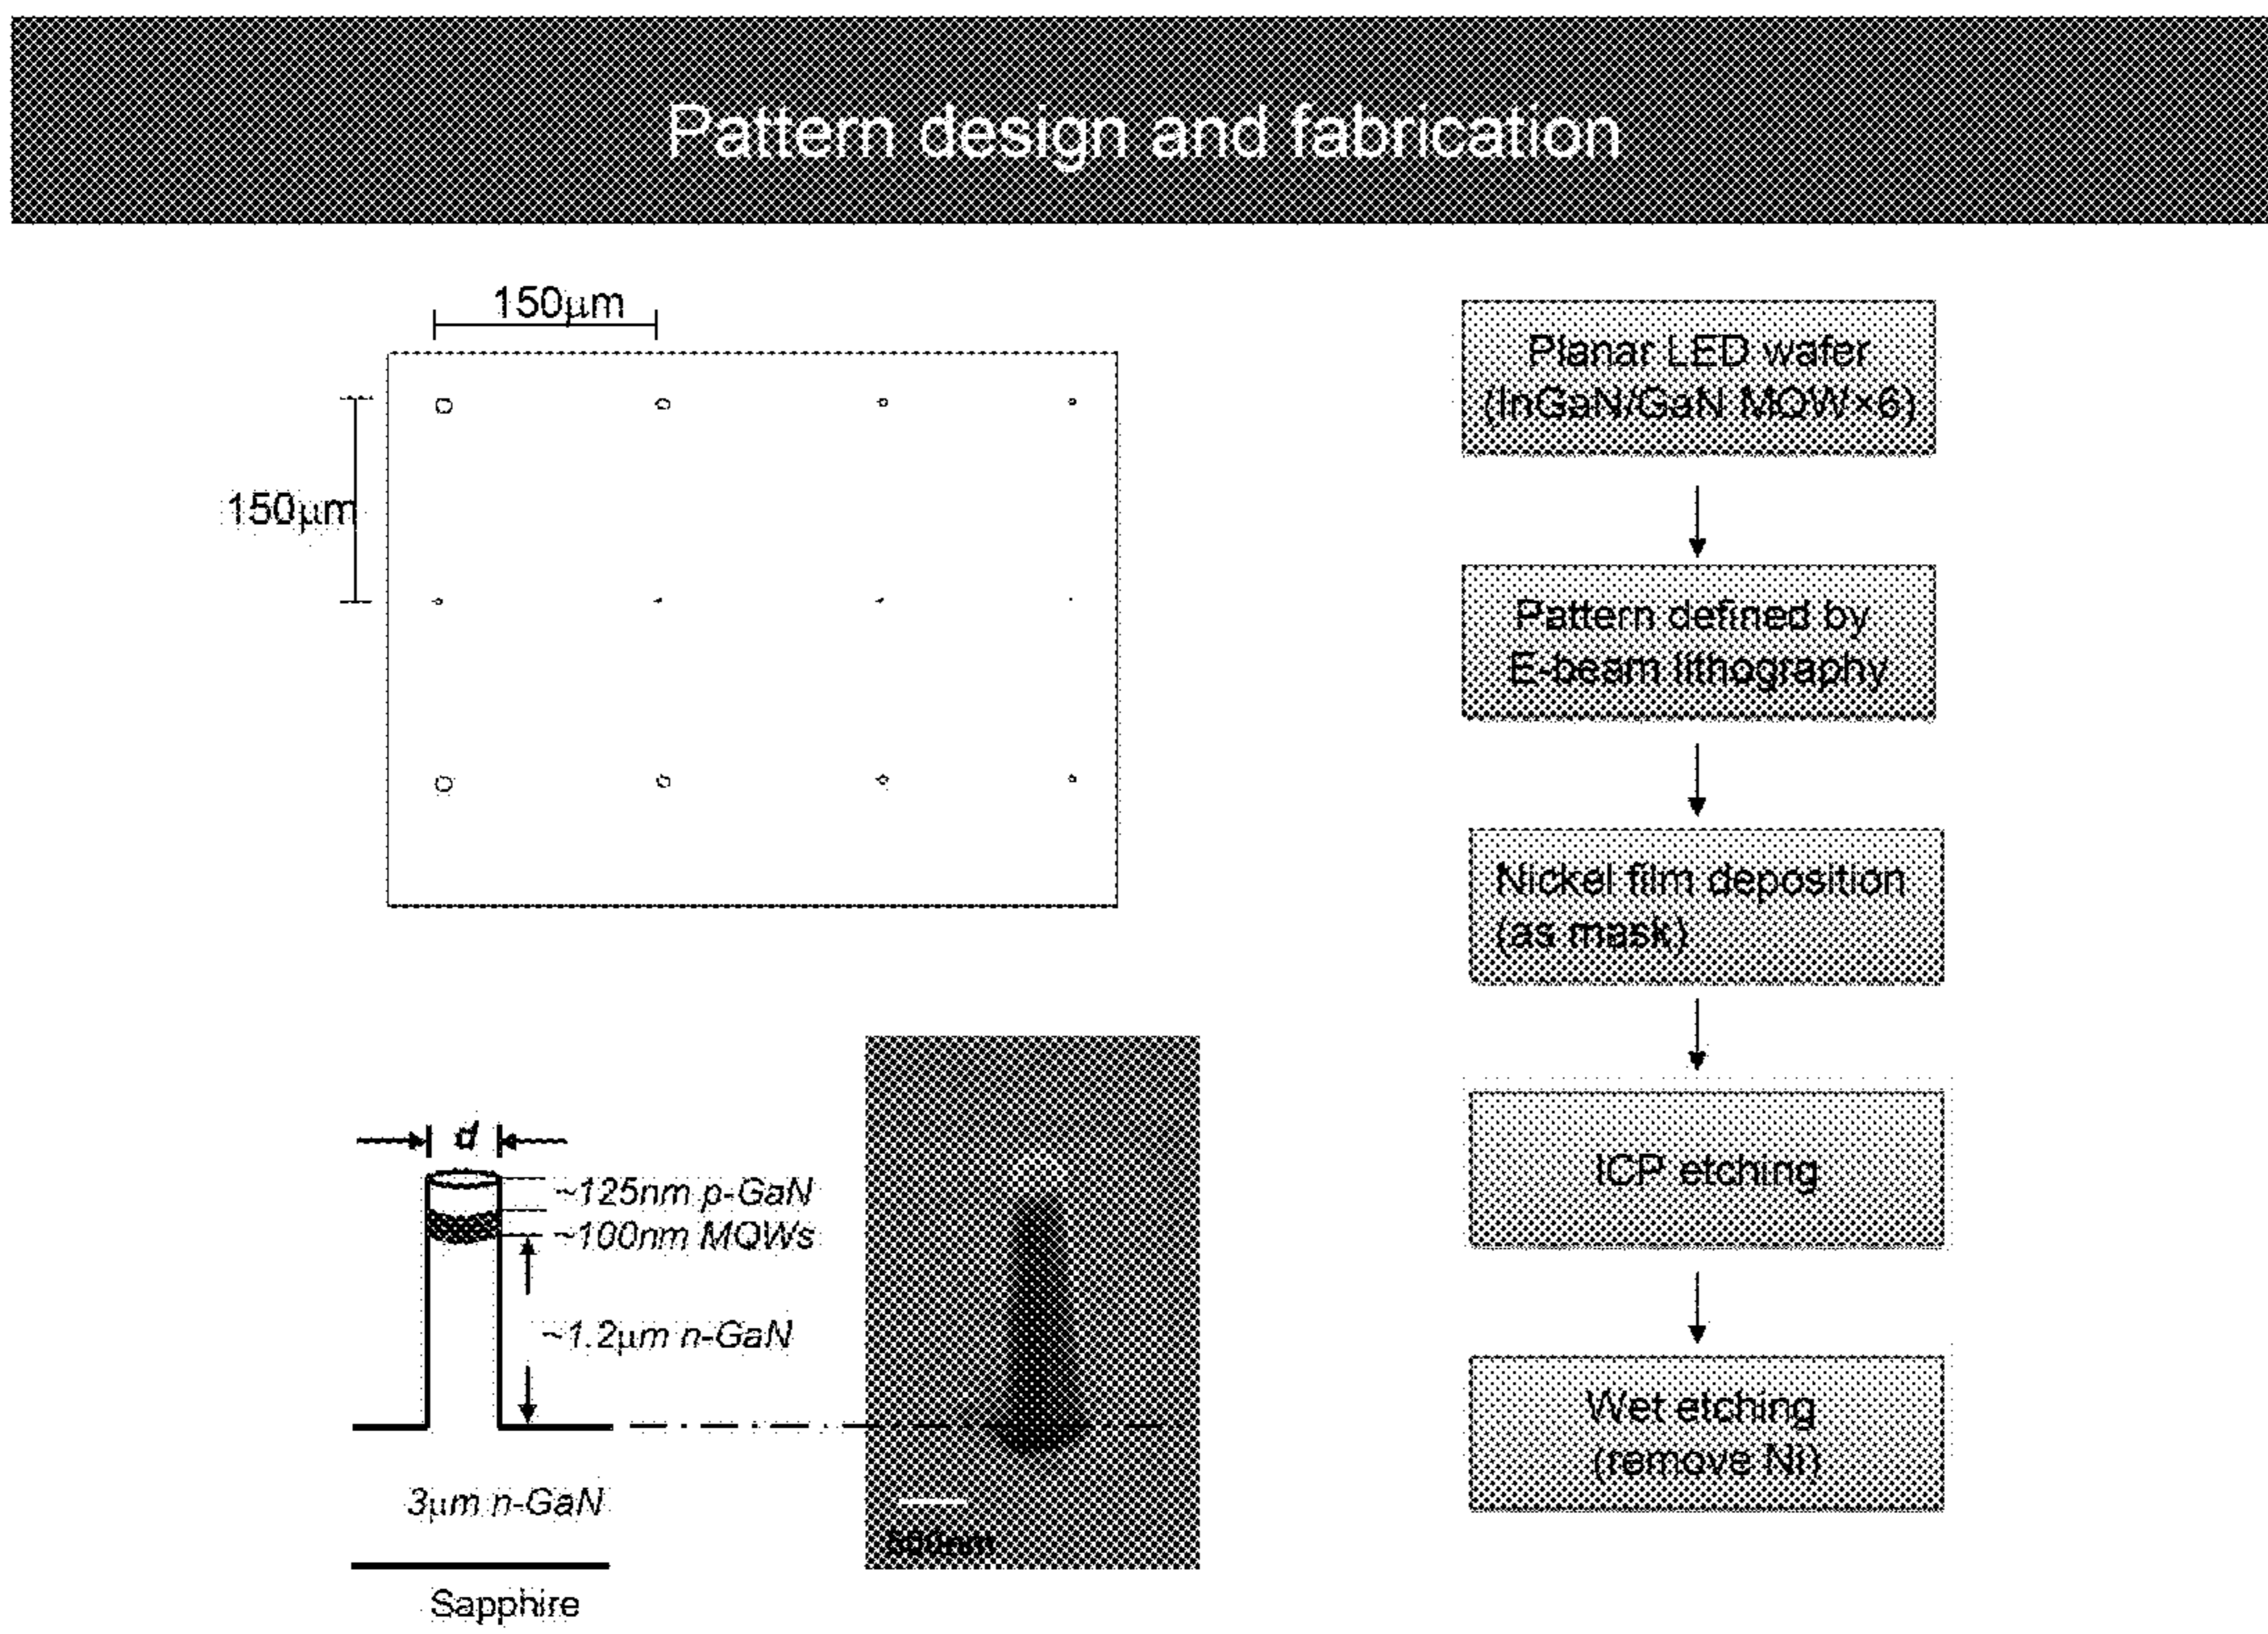 Pattern design and fabrication
150μm
150μm
d
~125nm p-GaN
~100nm MQWs
~1.2μm n-GaN
3μm n-GaN
Sapphire
500nm
Planar LED wafer
(InGaN/GaN MQW×6)
Pattern defined by
E-beam lithography
Nickel film deposition
(as mask)
ICP etching
Wet etching
(remove Ni)